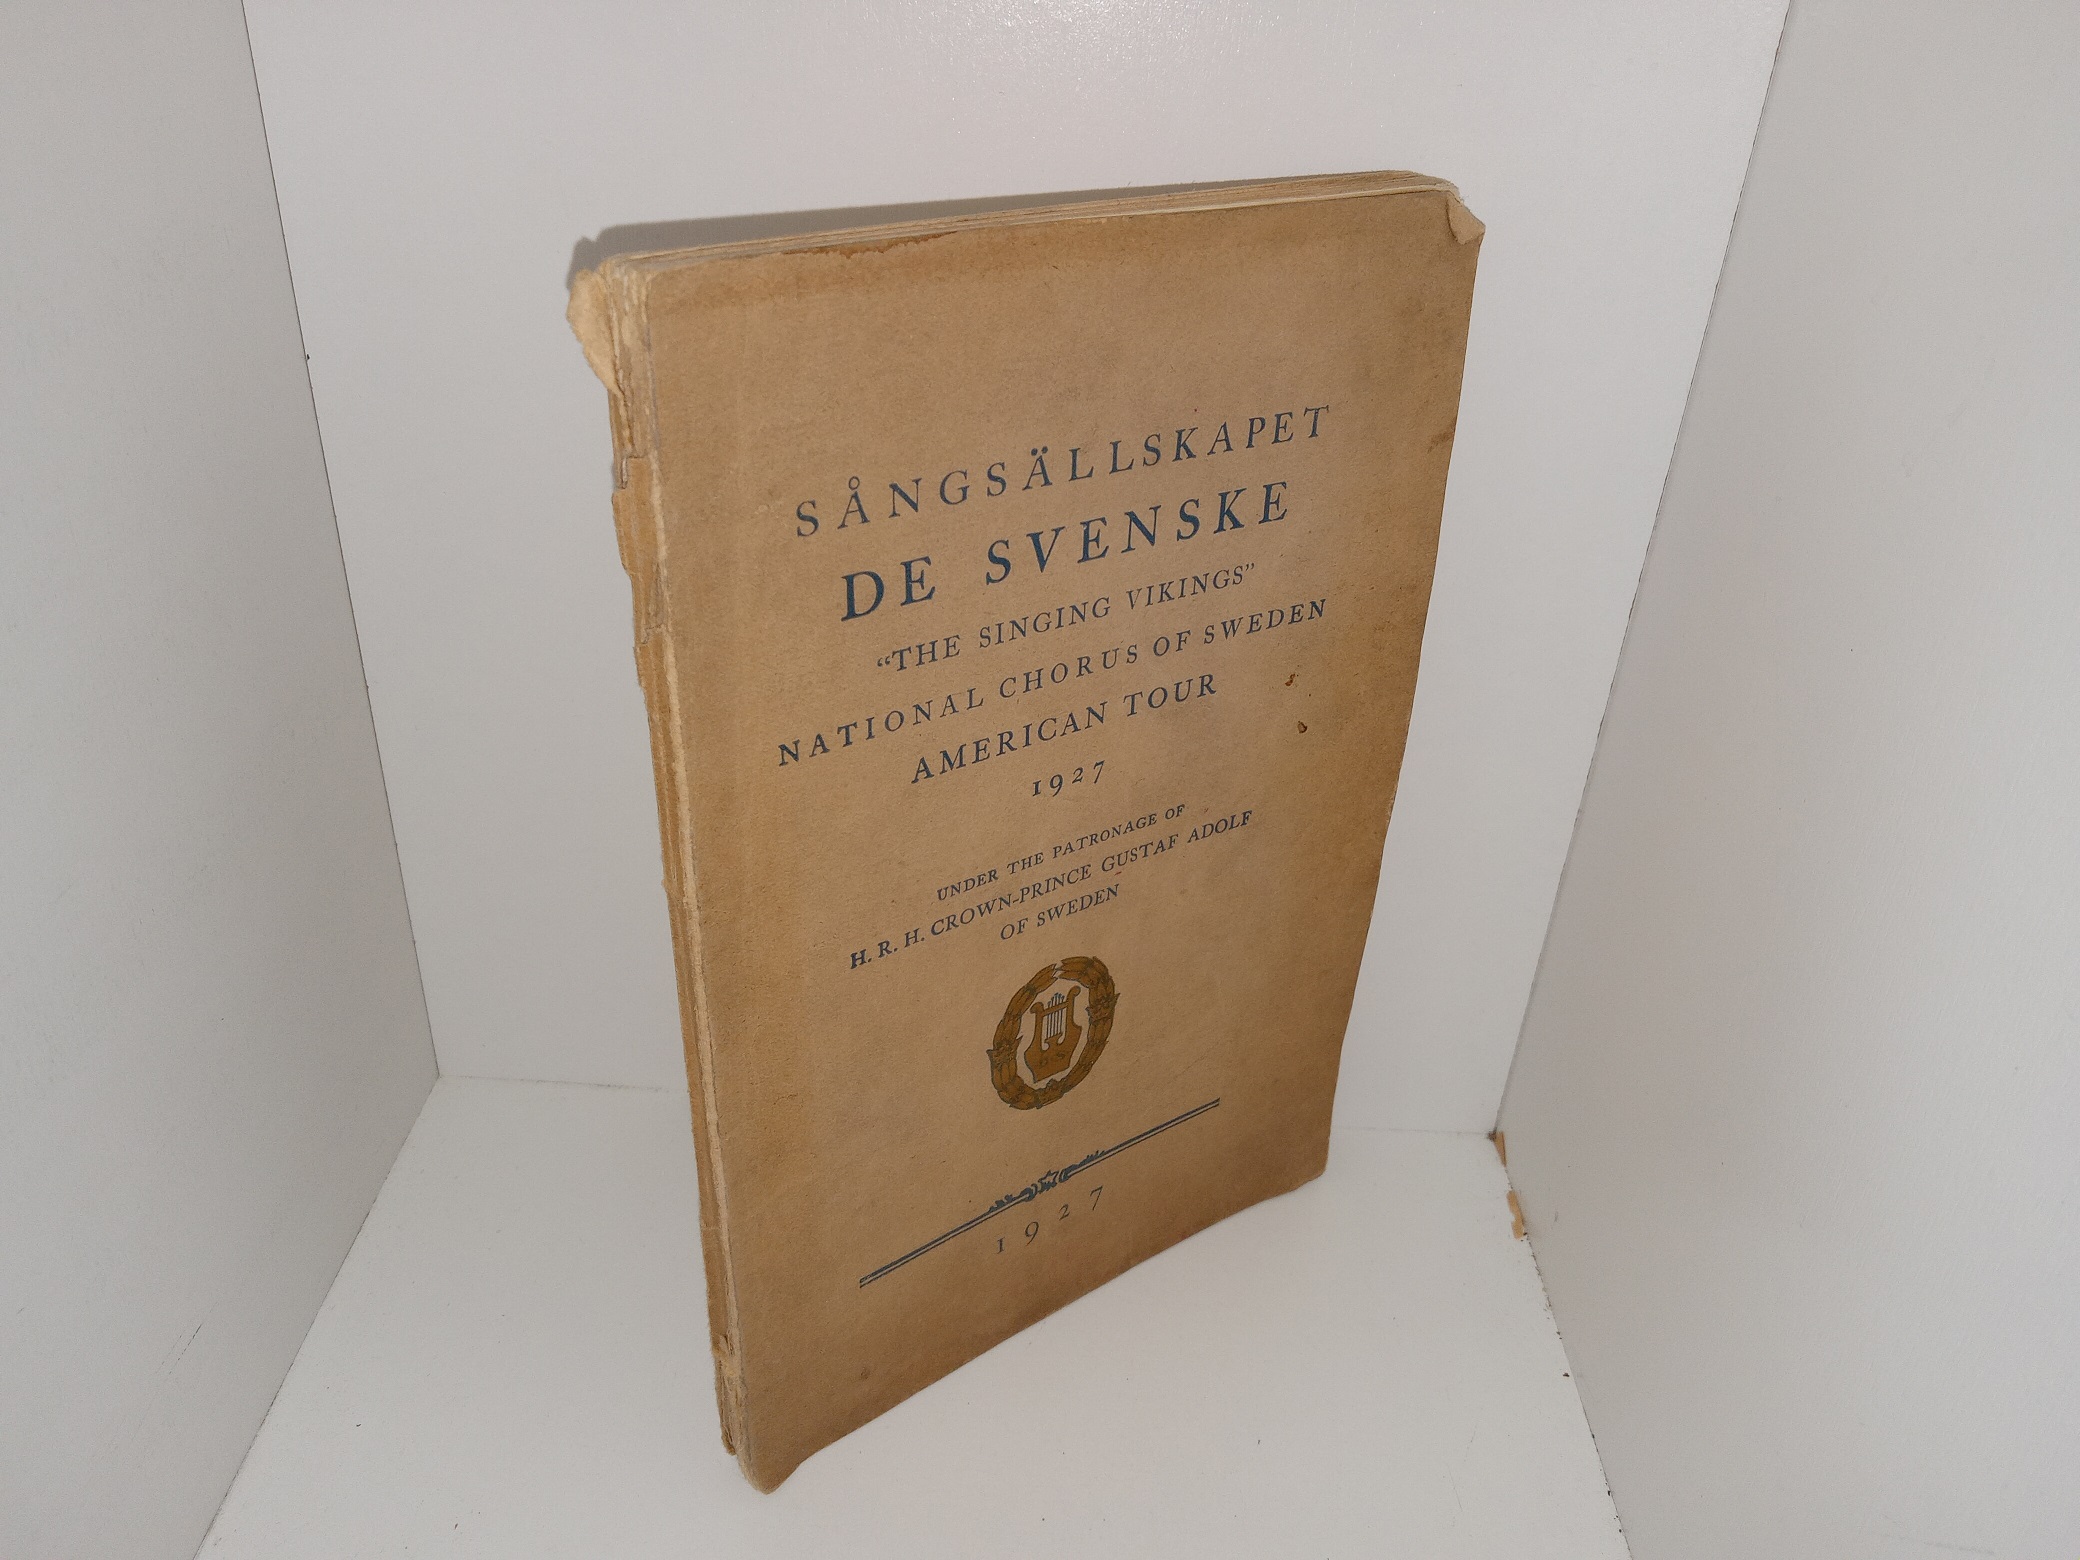 SÅNGSÄLLSKAPET
DE SVENSKE
“THE SINGING VIKINGS”
NATIONAL CHORUS OF SWEDEN
AMERICAN TOUR
1927
UNDER THE PATRONAGE OF
H. R. H. CROWN-PRINCE GUSTAF ADOLF
OF SWEDEN
1927